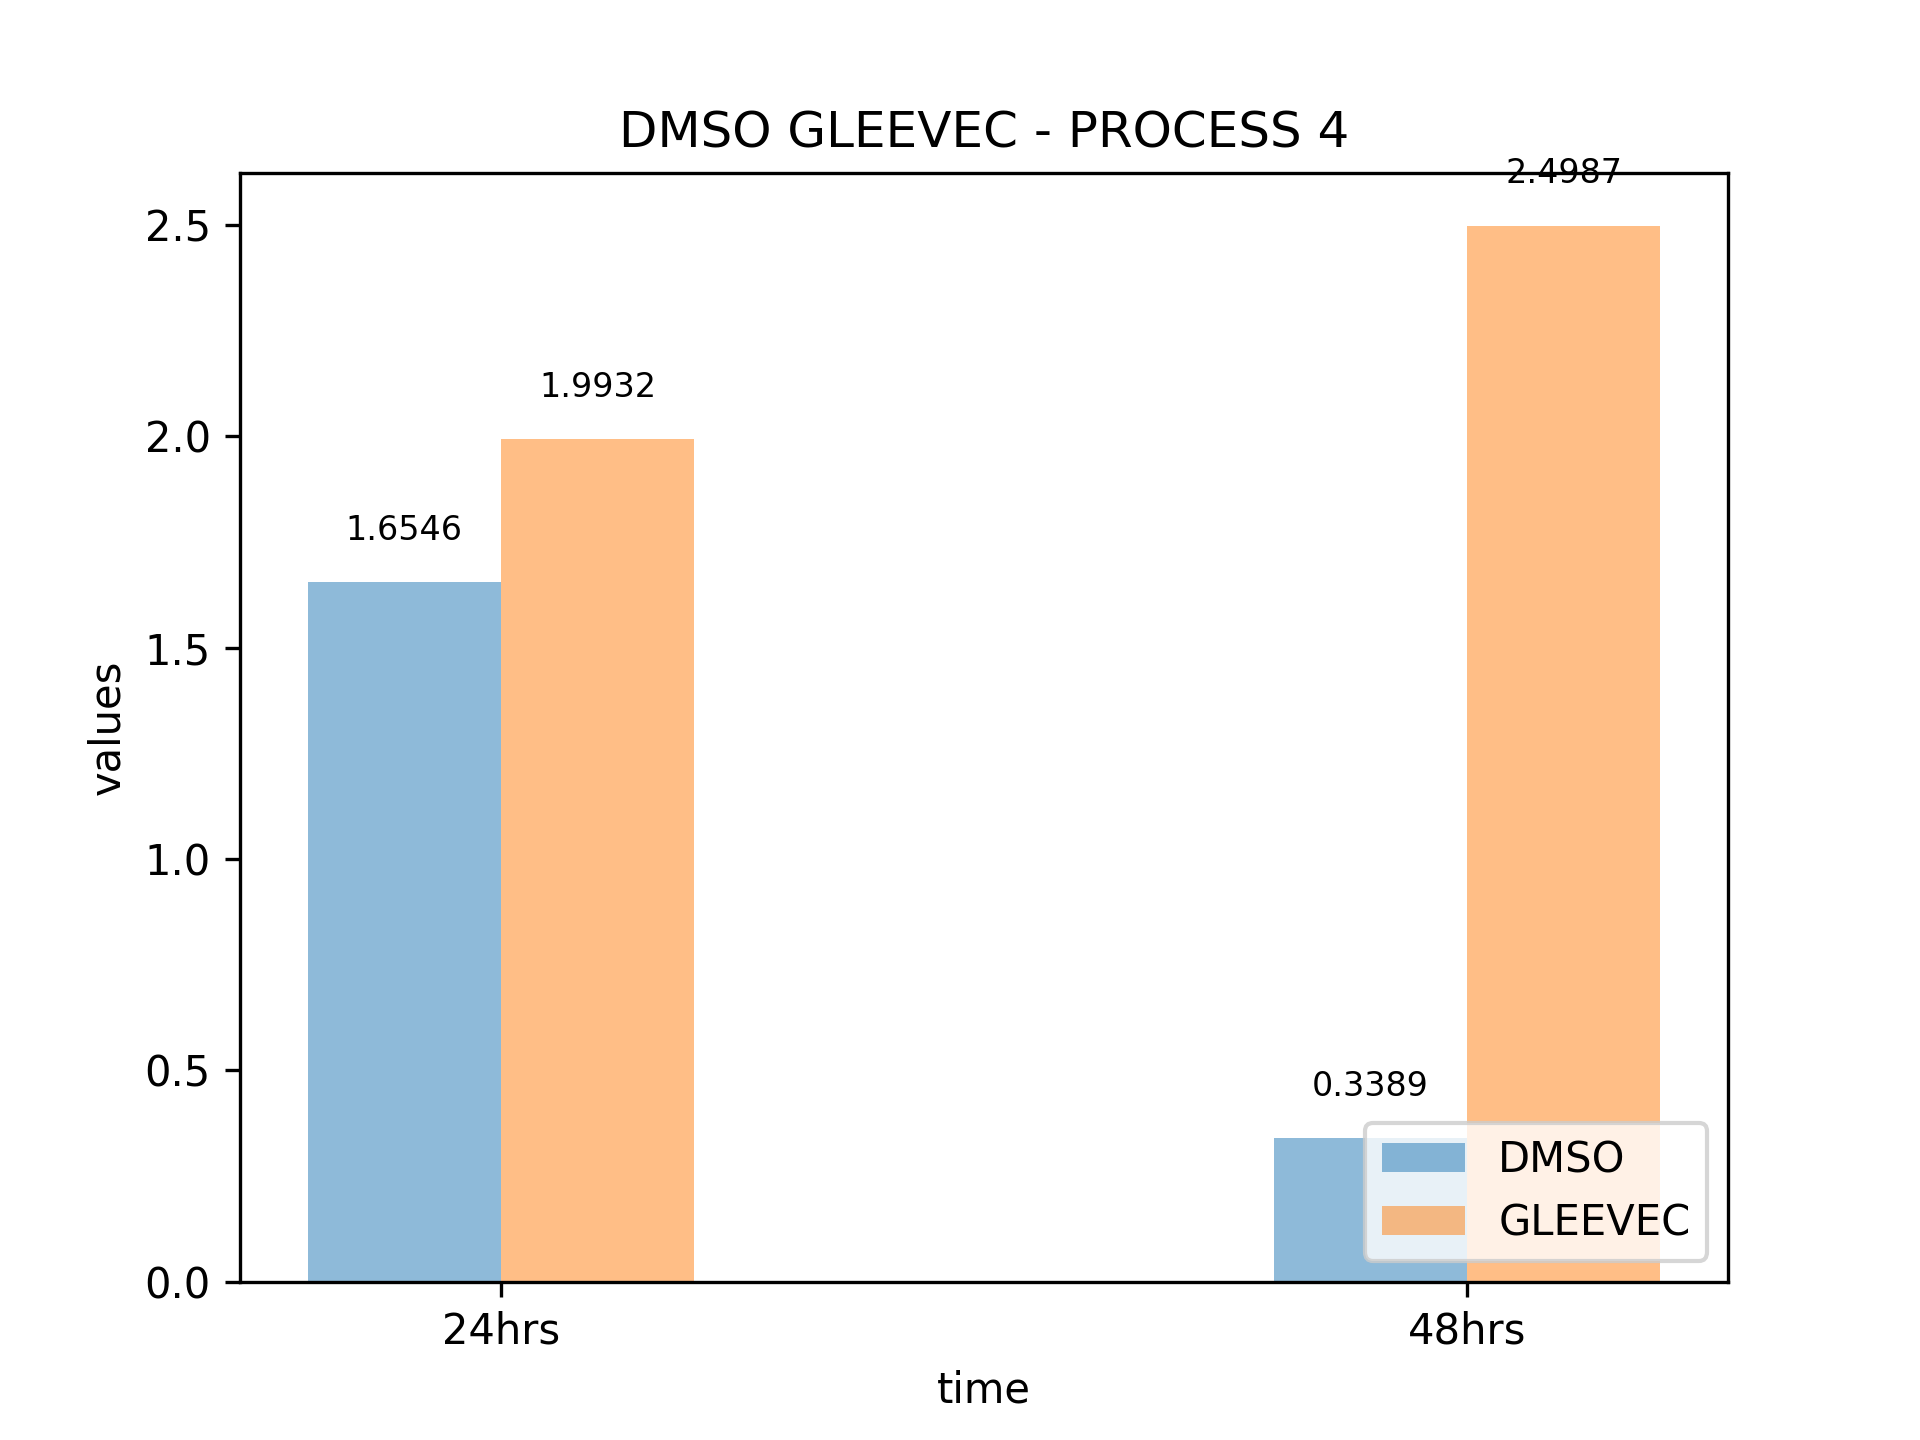 DMSO GLEEVEC - PROCESS 4
2.4987
2.5
1.9932
2.0
1.6546
1.5
values
1.0
0.5
0.3389
DMSO
GLEEVEC
0.0
24hrs 48hrs
time